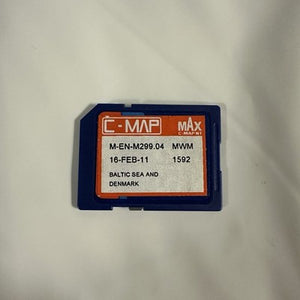 C-MAP MAX
C-MAP NT
M-EN-M299.04 MWM
16-FEB-11 1592
BALTIC SEA AND
DENMARK